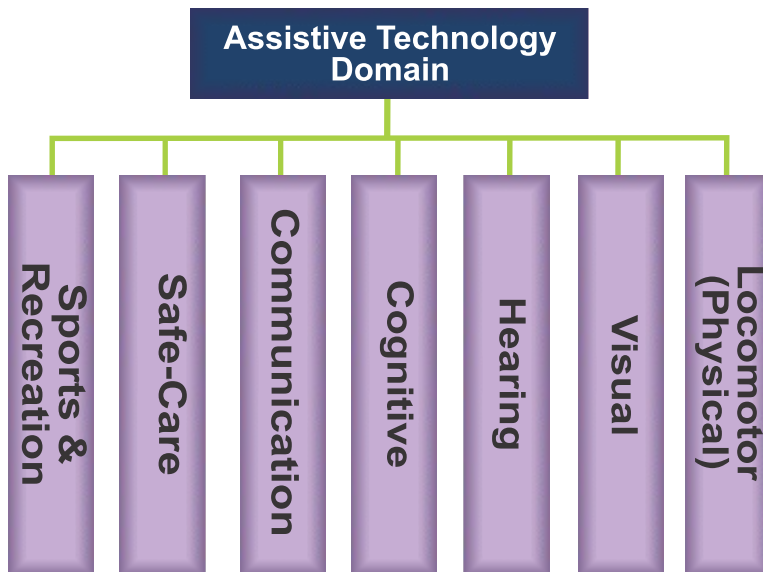 Assistive Technology
Domain
Sports &
Recreation
Safe-Care
Communication
Cognitive
Hearing
Visual
Locomotor
(Physical)